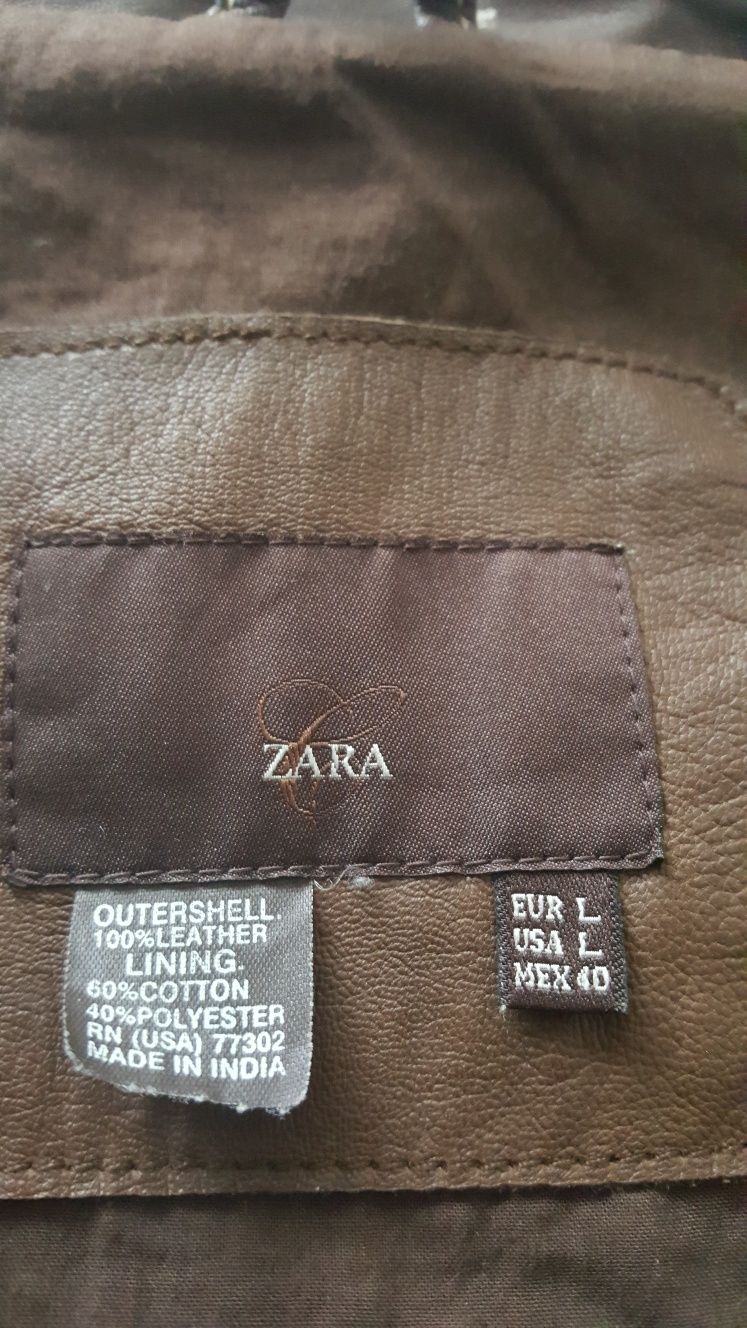 ZARA
OUTERSHELL.
100%LEATHER
LINING.
60%COTTON
40%POLYESTER
RN (USA) 77302
MADE IN INDIA
EUR L
USA L
MEX 40